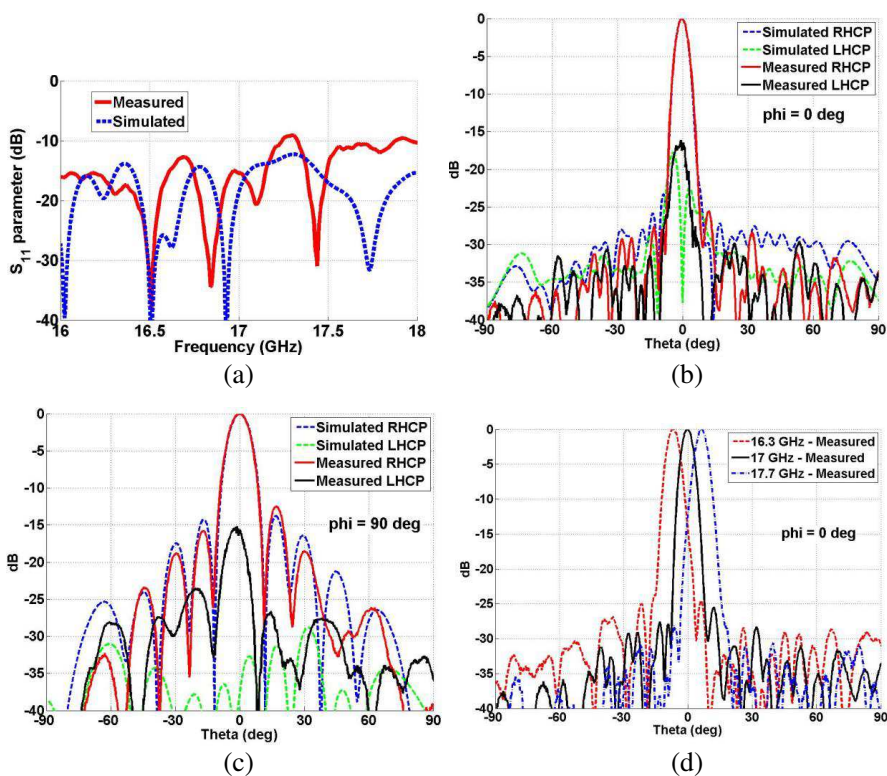 0
-10
-20
-30
-40
16
16.5
17
17.5
18
S11 parameter (dB)
Frequency (GHz)
Measured
Simulated
(a)
0
-5
-10
-15
-20
-25
-30
-35
-40
-90
-60
-30
0
30
60
90
dB
Theta (deg)
Simulated RHCP
Simulated LHCP
Measured RHCP
Measured LHCP
phi = 0 deg
(b)
0
-5
-10
-15
-20
-25
-30
-35
-40
-90
-60
-30
0
30
60
90
dB
Theta (deg)
Simulated RHCP
Simulated LHCP
Measured RHCP
Measured LHCP
phi = 90 deg
(c)
0
-5
-10
-15
-20
-25
-30
-35
-40
-90
-60
-30
0
30
60
90
dB
Theta (deg)
16.3 GHz - Measured
17 GHz - Measured
17.7 GHz - Measured
phi = 0 deg
(d)